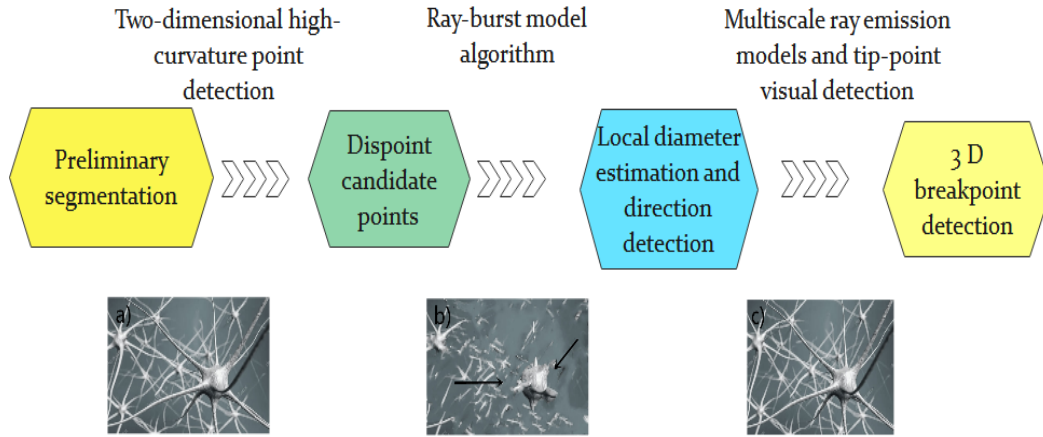 Two-dimensional high-
curvature point
detection
Ray-burst model
algorithm
Multiscale ray emission
models and tip-point
visual detection
Preliminary
segmentation
Dispoint
candidate
points
Local diameter
estimation and
direction
detection
3 D
breakpoint
detection
a)
b)
c)